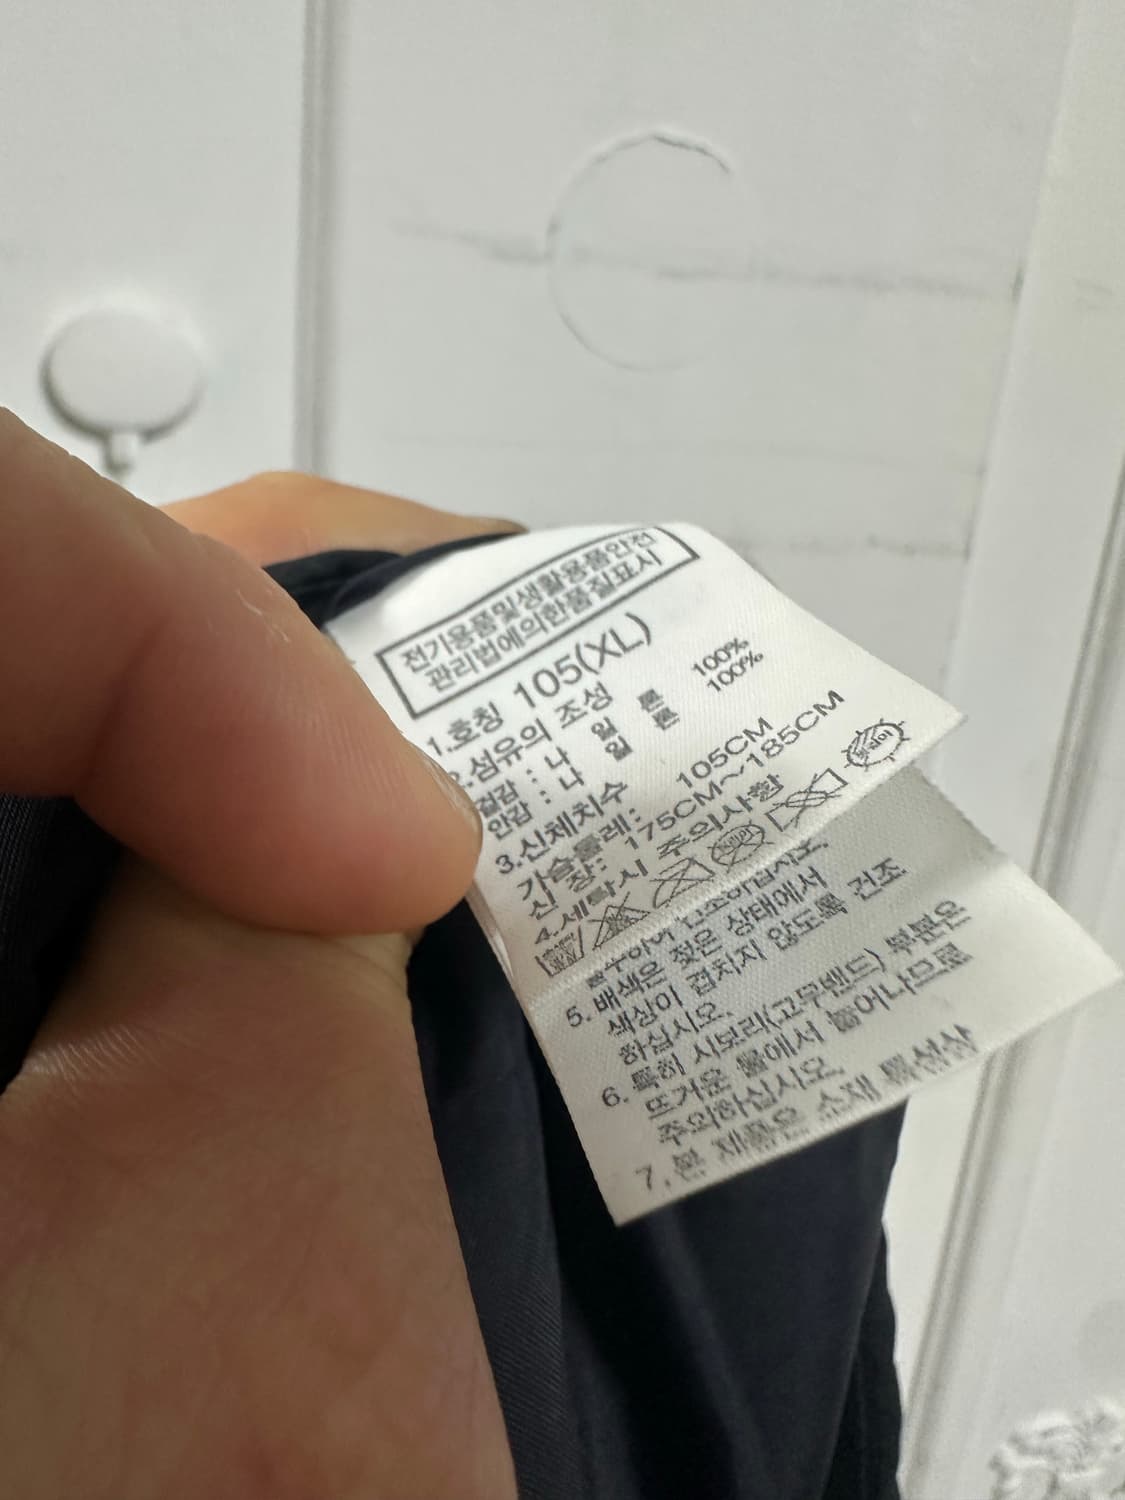 전기용품및생활용품안전
관리법에의한품질표시
1.호칭 105(XL)
2.섬유의 조성
겉감 : 나 일 론 100%
안감 : 나 일 론 100%
3.신체치수
가슴둘레: 105CM
신 장: 175CM~185CM
4.세탁시 주의사항
5. 배색은 젖은 상태에서
색상이 겹치지 않도록 건조
하십시오.
6. 특히 시보리(고무밴드) 부분은
뜨거운 물에서 늘어나므로
주의하십시오.
7. 본 제품은 소재 특성상